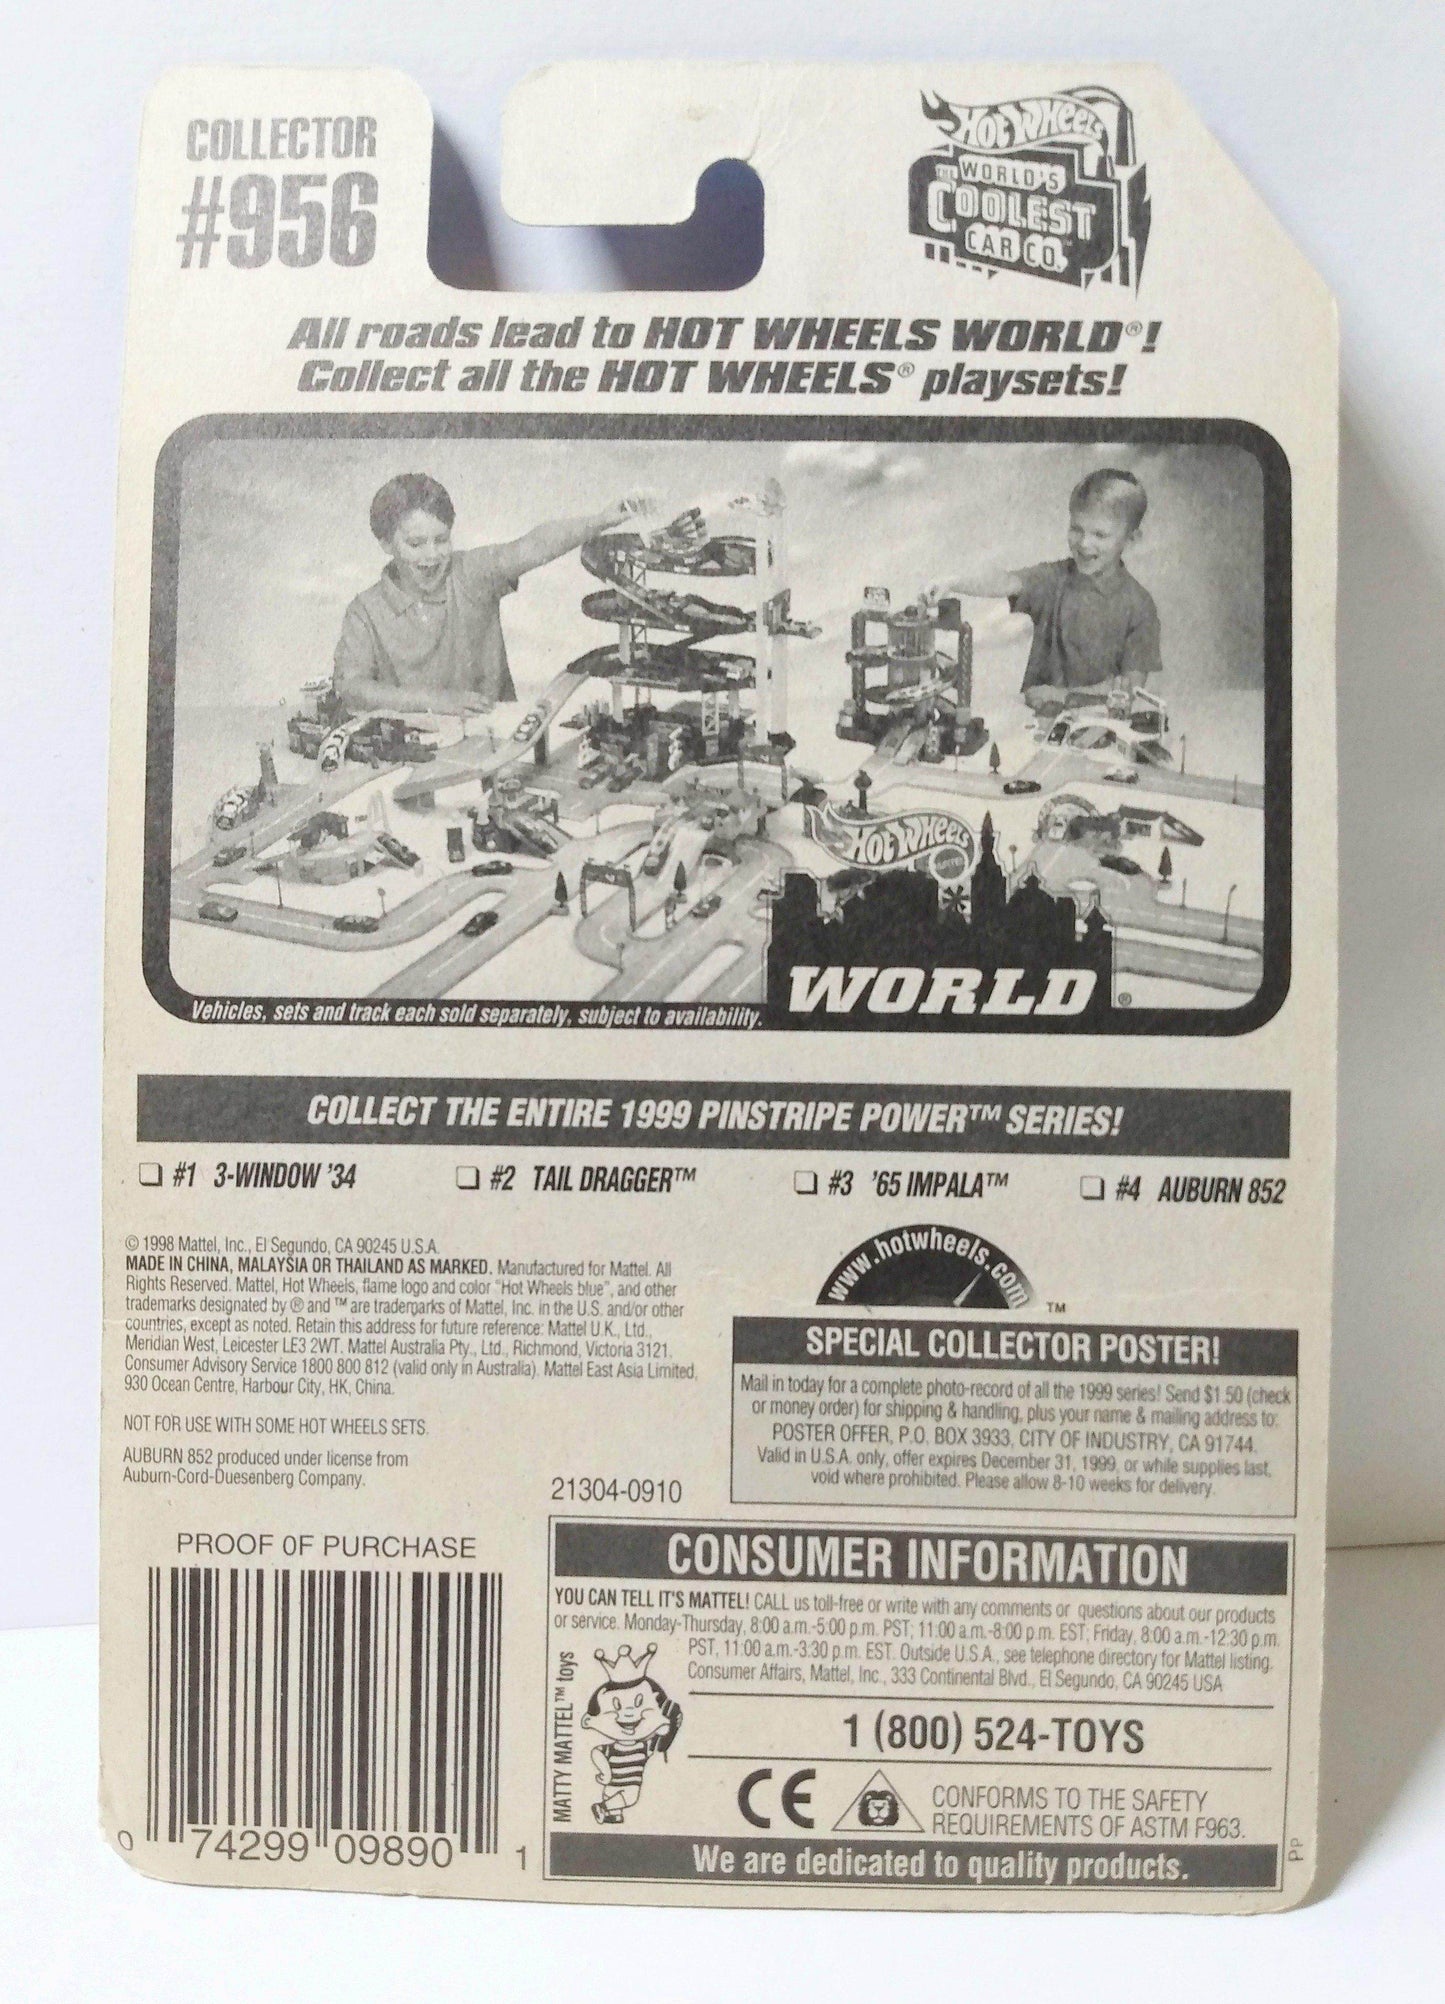 COLLECTOR
#956
HOT WHEELS
THE WORLD'S
COOLEST
CAR CO.™
All roads lead to HOT WHEELS WORLD®!
Collect all the HOT WHEELS® playsets!
HOT WHEELS
MATTEL
WORLD®
Vehicles, sets and track each sold separately, subject to availability.
COLLECT THE ENTIRE 1999 PINSTRIPE POWER™ SERIES!
❏ #1 3-WINDOW '34 ❏ #2 TAIL DRAGGER™ ❏ #3 '65 IMPALA™ ❏ #4 AUBURN 852
© 1998 Mattel, Inc., El Segundo, CA 90245 U.S.A.
MADE IN CHINA, MALAYSIA OR THAILAND AS MARKED. Manufactured for Mattel. All
Rights Reserved. Mattel, Hot Wheels, flame logo and color "Hot Wheels blue", and other
trademarks designated by ® and ™ are trademarks of Mattel, Inc. in the U.S. and/or other
countries, except as noted. Retain this address for future reference: Mattel U.K., Ltd.,
Meridian West, Leicester LE3 2WT. Mattel Australia Pty., Ltd., Richmond, Victoria 3121.
Consumer Advisory Service 1800 800 812 (valid only in Australia). Mattel East Asia Limited,
930 Ocean Centre, Harbour City, HK, China.
NOT FOR USE WITH SOME HOT WHEELS SETS.
AUBURN 852 produced under license from
Auburn-Cord-Duesenberg Company.
21304-0910
www.hotwheels.com
™
SPECIAL COLLECTOR POSTER!
Mail in today for a complete photo-record of all the 1999 series! Send $1.50 (check
or money order) for shipping & handling, plus your name & mailing address to:
POSTER OFFER, P.O. BOX 3933, CITY OF INDUSTRY, CA 91744.
Valid in U.S.A. only, offer expires December 31, 1999, or while supplies last,
void where prohibited. Please allow 8-10 weeks for delivery.
PROOF OF PURCHASE
0 74299 09890 1
CONSUMER INFORMATION
YOU CAN TELL IT'S MATTEL! CALL us toll-free or write with any comments or questions about our products
or service. Monday-Thursday, 8:00 a.m.-5:00 p.m. PST; 11:00 a.m.-8:00 p.m. EST; Friday, 8:00 a.m.-12:30 p.m.
PST, 11:00 a.m.-3:30 p.m. EST. Outside U.S.A., see telephone directory for Mattel listing.
Consumer Affairs, Mattel, Inc., 333 Continental Blvd., El Segundo, CA 90245 USA
MATTY MATTEL™ toys
1 (800) 524-TOYS
CE
CONFORMS TO THE SAFETY
REQUIREMENTS OF ASTM F963.
We are dedicated to quality products.
PP